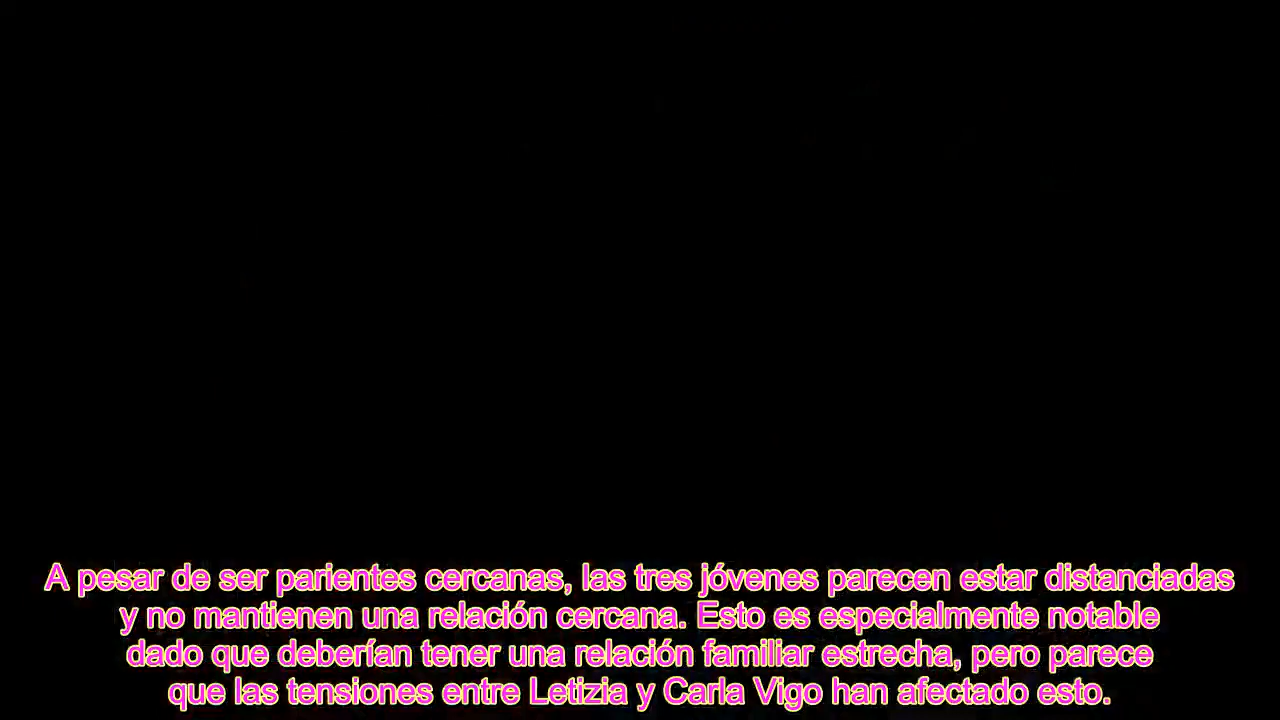 A pesar de ser parientes cercanas, las tres jóvenes parecen estar distanciadas
y no mantienen una relación cercana. Esto es especialmente notable
dado que deberían tener una relación familiar estrecha, pero parece
que las tensiones entre Letizia y Carla Vigo han afectado esto.